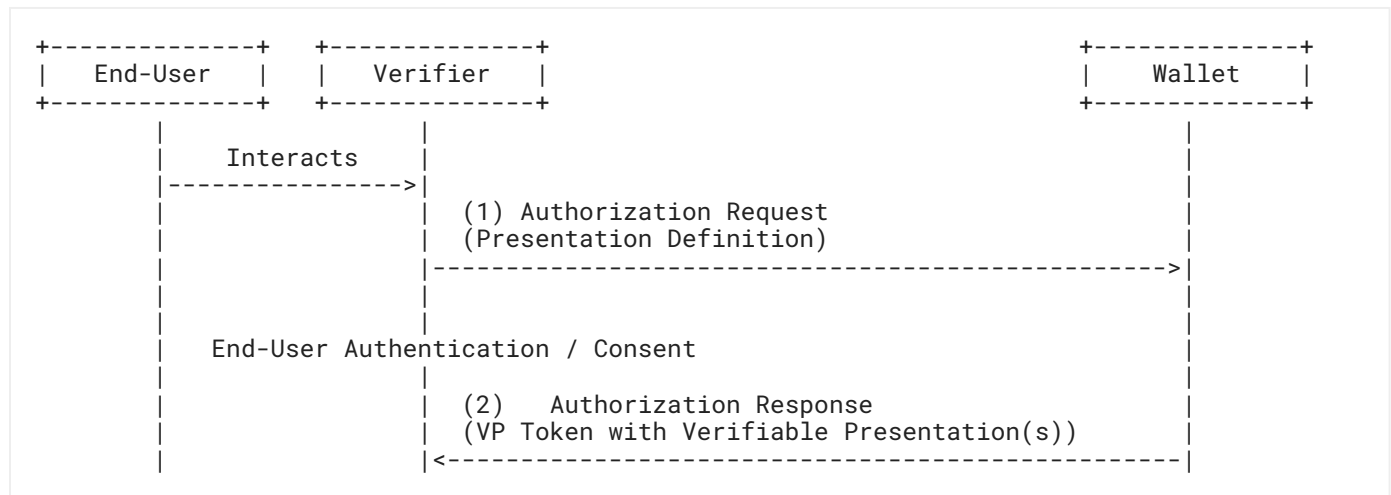 End-User Verifier Wallet
Interacts
(1) Authorization Request
(Presentation Definition)
End-User Authentication / Consent
(2) Authorization Response
(VP Token with Verifiable Presentation(s))